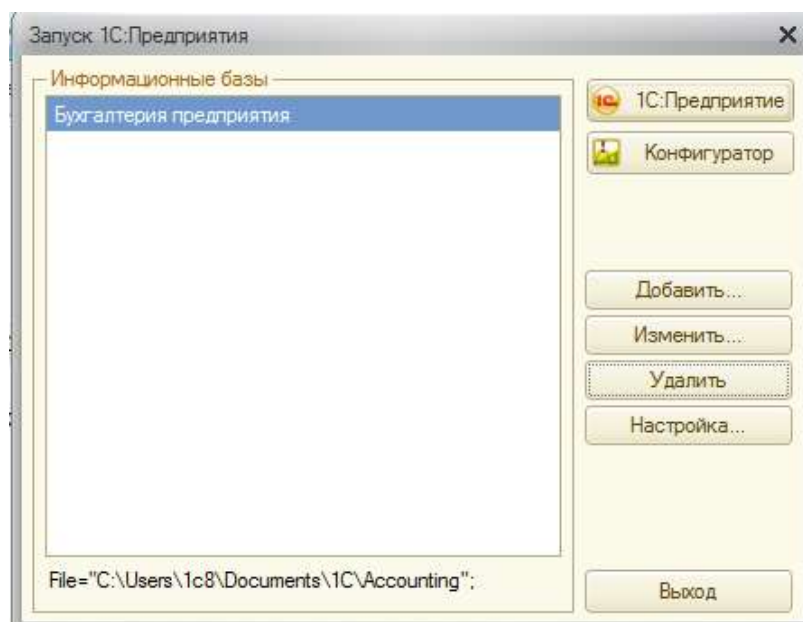 Запуск 1С:Предприятия
Информационные базы
Бухгалтерия предприятия
1С:Предприятие
Конфигуратор
Добавить...
Изменить...
Удалить
Настройка...
File="C:\Users\1c8\Documents\1C\Accounting";
Выход